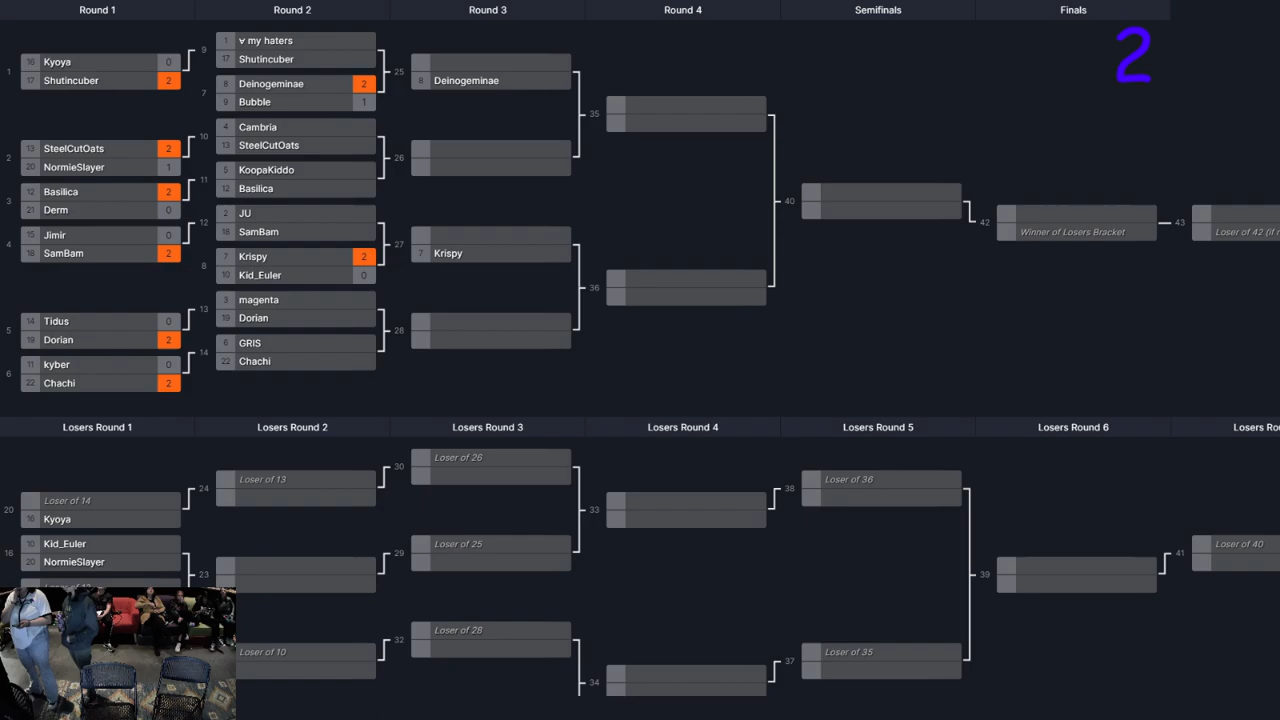 Round 1
Round 2
Round 3
Round 4
Semifinals
Finals
2
1
16 Kyoya 0
17 Shutincuber 2
2
13 SteelCutOats 2
20 NormieSlayer 1
3
12 Basilica 2
21 Derm 0
4
15 Jimir 0
18 SamBam 2
5
14 Tidus 0
19 Dorian 2
6
11 kyber 0
22 Chachi 2
9
1 ∀ my haters
17 Shutincuber
7
8 Deinogeminae 2
9 Bubble 1
10
4 Cambria
13 SteelCutOats
11
5 KoopaKiddo
12 Basilica
12
2 JU
18 SamBam
8
7 Krispy 2
10 Kid_Euler 0
13
3 magenta
19 Dorian
14
6 GRIS
22 Chachi
25
8 Deinogeminae
26
27
7 Krispy
28
35
36
40
42
Winner of Losers Bracket
43
Loser of 42 (if
Losers Round 1
Losers Round 2
Losers Round 3
Losers Round 4
Losers Round 5
Losers Round 6
Losers Ro
20
Loser of 14
16 Kyoya
16
10 Kid_Euler
20 NormieSlayer
24
Loser of 13
23
Loser of 10
30
Loser of 26
29
Loser of 25
32
Loser of 28
33
34
38
Loser of 36
37
Loser of 35
39
41
Loser of 40